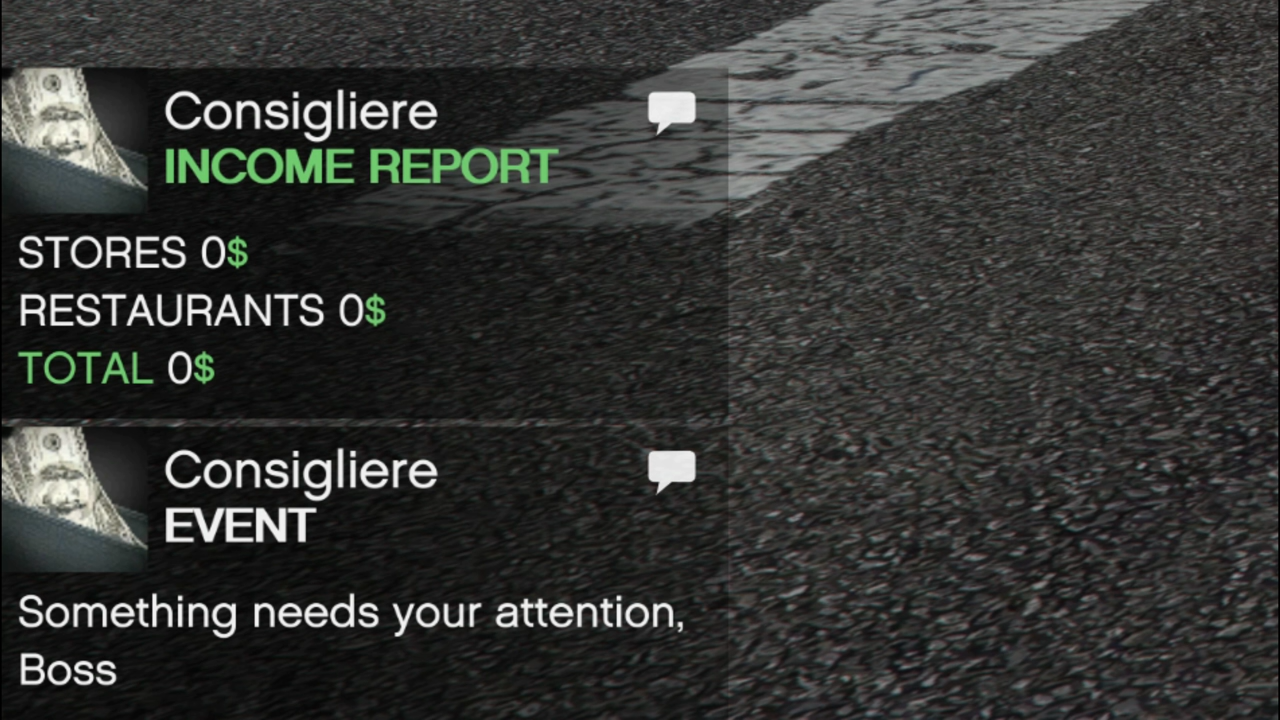 Consigliere
INCOME REPORT
STORES 0$
RESTAURANTS 0$
TOTAL 0$
Consigliere
EVENT
Something needs your attention,
Boss